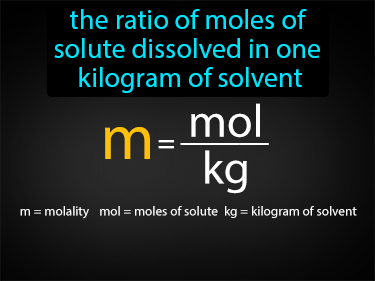 the ratio of moles of
solute dissolved in one
kilogram of solvent
m = mol
kg
m = molality mol = moles of solute kg = kilogram of solvent